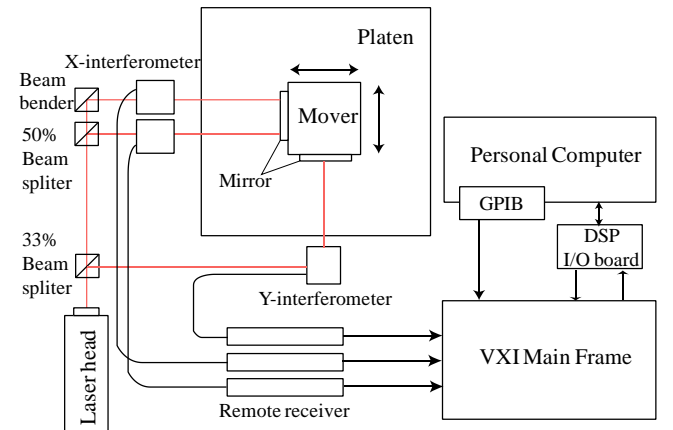 Platen
X-interferometer
Beam
bender
Mover
50%
Beam
spliter
Personal Computer
Mirror
GPIB
DSP
I/O board
33%
Beam
spliter
Y-interferometer
VXI Main Frame
Laser head
Remote receiver